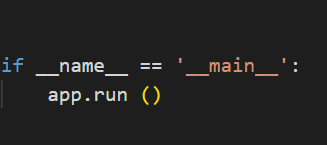 if __name__ == '__main__':
    app.run ()